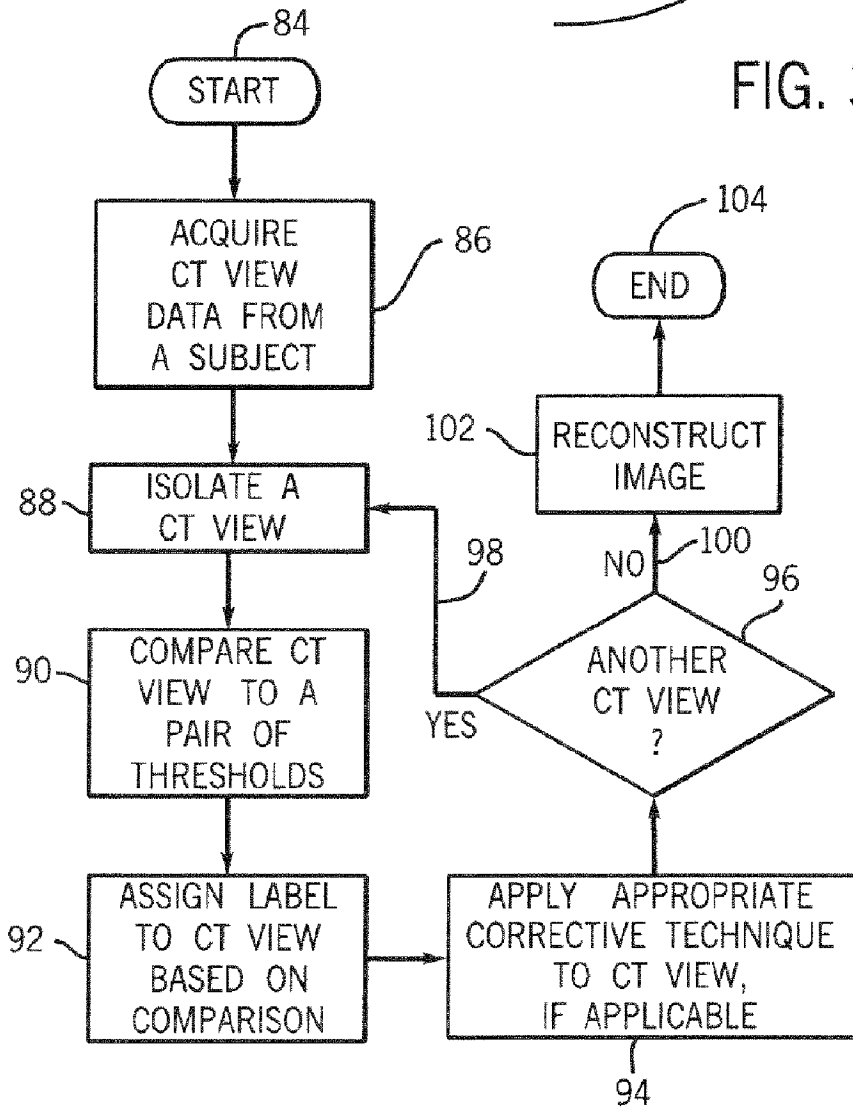 84
START
FIG.
ACQUIRE
CT VIEW
DATA FROM
A SUBJECT
86
104
END
102
RECONSTRUCT
IMAGE
88
ISOLATE A
CT VIEW
98
NO
100
96
90
COMPARE CT
VIEW TO A
PAIR OF
THRESHOLDS
YES
ANOTHER
CT VIEW
?
92
ASSIGN LABEL
TO CT VIEW
BASED ON
COMPARISON
APPLY APPROPRIATE
CORRECTIVE TECHNIQUE
TO CT VIEW,
IF APPLICABLE
94